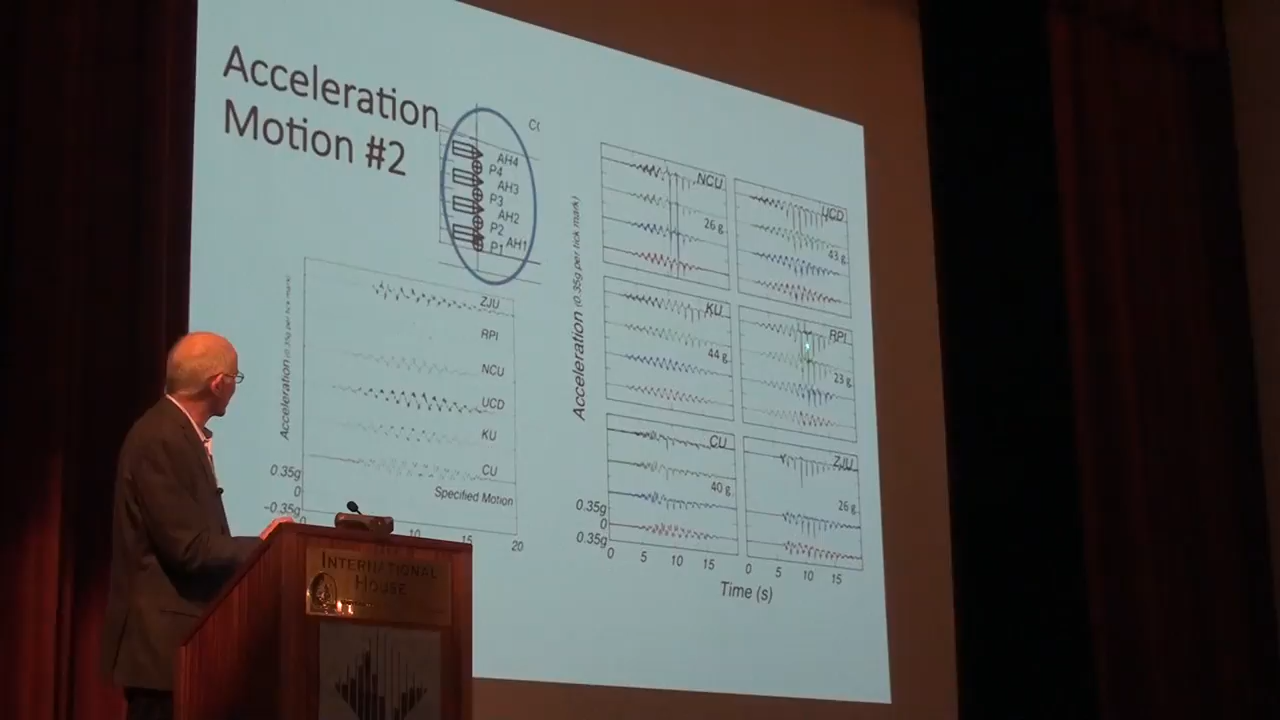 Acceleration
Motion #2
AH4
P4
AH3
P3
AH2
P2
AH1
P1
Acceleration (0.35g per tick mark)
ZJU
RPI
NCU
UCD
KU
CU
Specified Motion
0.35g
0
-0.35g
10
15
20
Acceleration (0.35g per tick mark)
NCU
26 g
UCD
43 g
KU
44 g
RPI
23 g
CU
40 g
ZJU
26 g
0.35g
0
0.35g
0 5 10 15
0 5 10 15
Time (s)
INTERNATIONAL
HOUSE